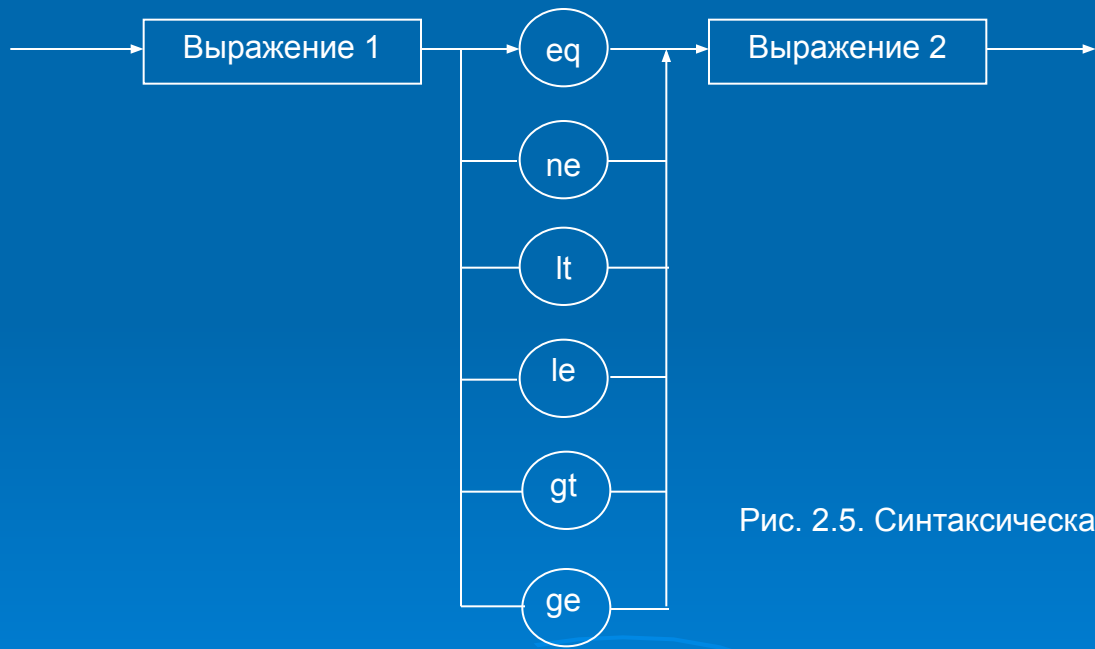 Выражение 1
eq
Выражение 2
ne
lt
le
gt
Рис. 2.5. Синтаксическа
ge